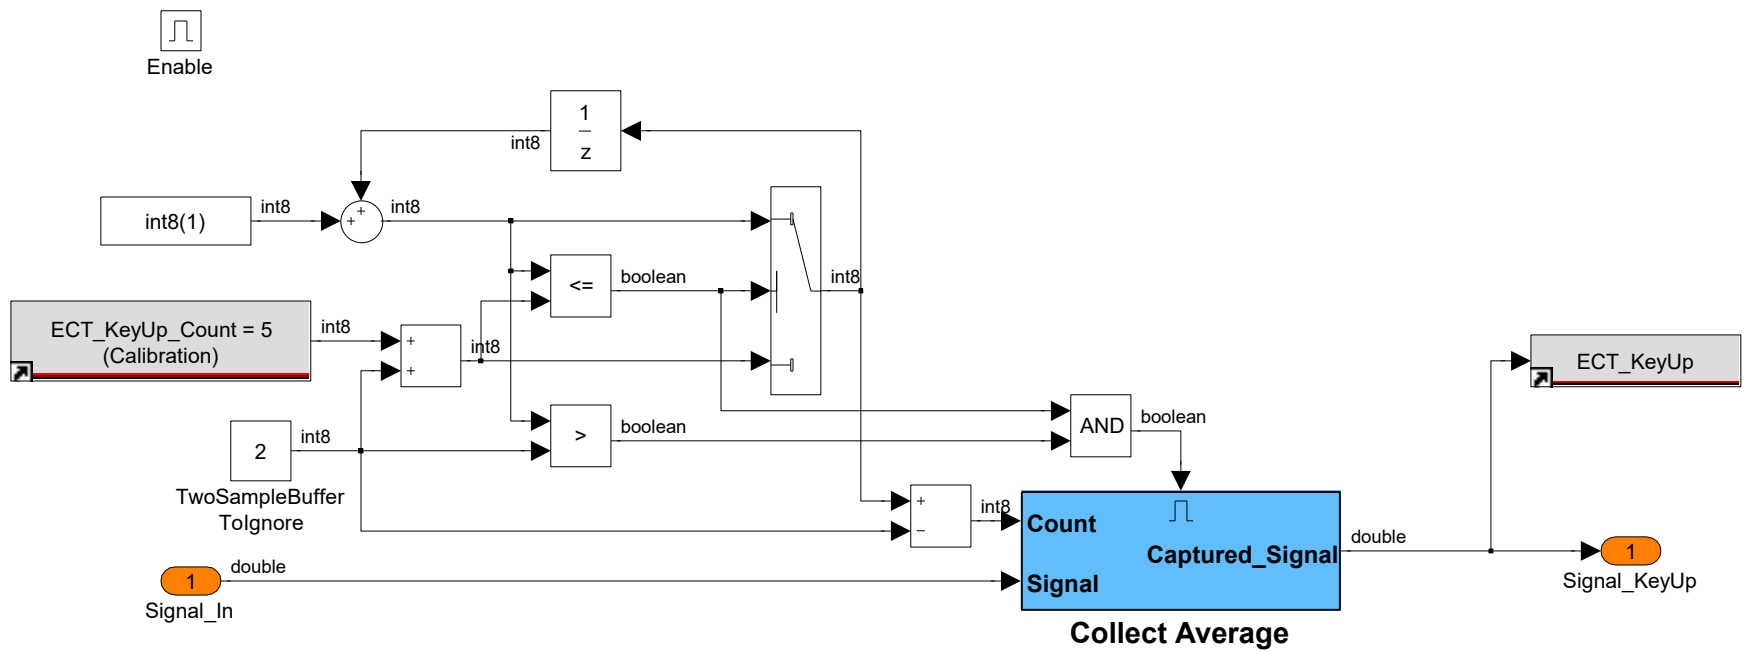 Enable
1
z
int8
int8(1)
int8
+
+
int8
<=
boolean
int8
ECT_KeyUp_Count = 5
(Calibration)
int8
+
+
int8
ECT_KeyUp
>
boolean
AND
boolean
2
int8
TwoSampleBuffer
ToIgnore
+
−
int8
Count
Captured_Signal
Signal
double
1
Signal_KeyUp
1
double
Signal_In
Collect Average